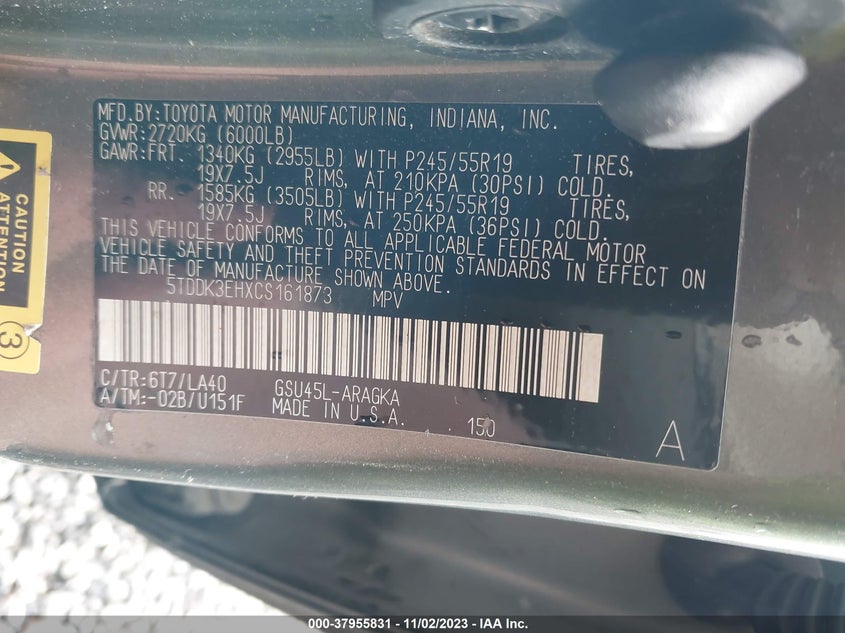 MFD.BY:TOYOTA MOTOR MANUFACTURING, INDIANA, INC.
GVWR:2720KG (6000LB)
GAWR:FRT. 1340KG (2955LB) WITH P245/55R19 TIRES,
19X7.5J RIMS, AT 210KPA (30PSI) COLD.
RR. 1585KG (3505LB) WITH P245/55R19 TIRES,
19X7.5J RIMS, AT 250KPA (36PSI) COLD.
THIS VEHICLE CONFORMS TO ALL APPLICABLE FEDERAL MOTOR
VEHICLE SAFETY AND THEFT PREVENTION STANDARDS IN EFFECT ON
THE DATE OF MANUFACTURE SHOWN ABOVE.
5TDDK3EHXCS161873 MPV
C/TR:6T7/LA40 GSU45L-ARAGKA
A/TM:-02B/U151F MADE IN U.S.A. 150
A
CAUTION
ATTENTION
3
000-37955831 - 11/02/2023 - IAA Inc.